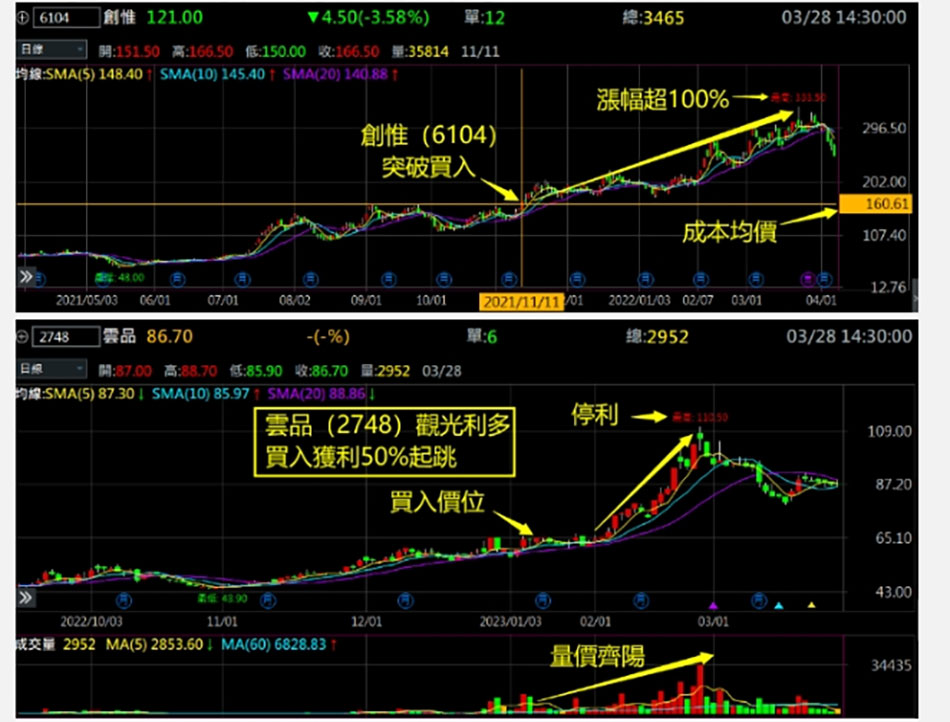 6104 創惟 121.00 ▼4.50(-3.58%) 單:12 總:3465 03/28 14:30:00
日線 開:151.50 高:166.50 低:150.00 收:166.50 量:35814 11/11
均線:SMA(5) 148.40↑ SMA(10) 145.40↑ SMA(20) 140.88↑
漲幅超100%
創惟（6104）
突破買入
成本均價
296.50
202.00
160.61
107.40
12.76
最低: 48.00
2021/05/03 06/01 07/01 08/02 09/01 10/01 2021/11/11 /01 2022/01/03 02/07 03/01 04/01
2748 雲品 86.70 -(-%) 單:6 總:2952 03/28 14:30:00
日線 開:87.00 高:88.70 低:85.90 收:86.70 量:2952 03/28
均線:SMA(5) 87.30↓ SMA(10) 85.97↑ SMA(20) 88.86↓
雲品（2748）觀光利多
買入獲利50%起跳
停利
最高: 110.50
買入價位
109.00
87.20
65.10
43.00
最低: 43.90
2022/10/03 11/01 12/01 2023/01/03 02/01 03/01
成交量 2952 MA(5) 2853.60↓ MA(60) 6828.83↑
量價齊陽
34435